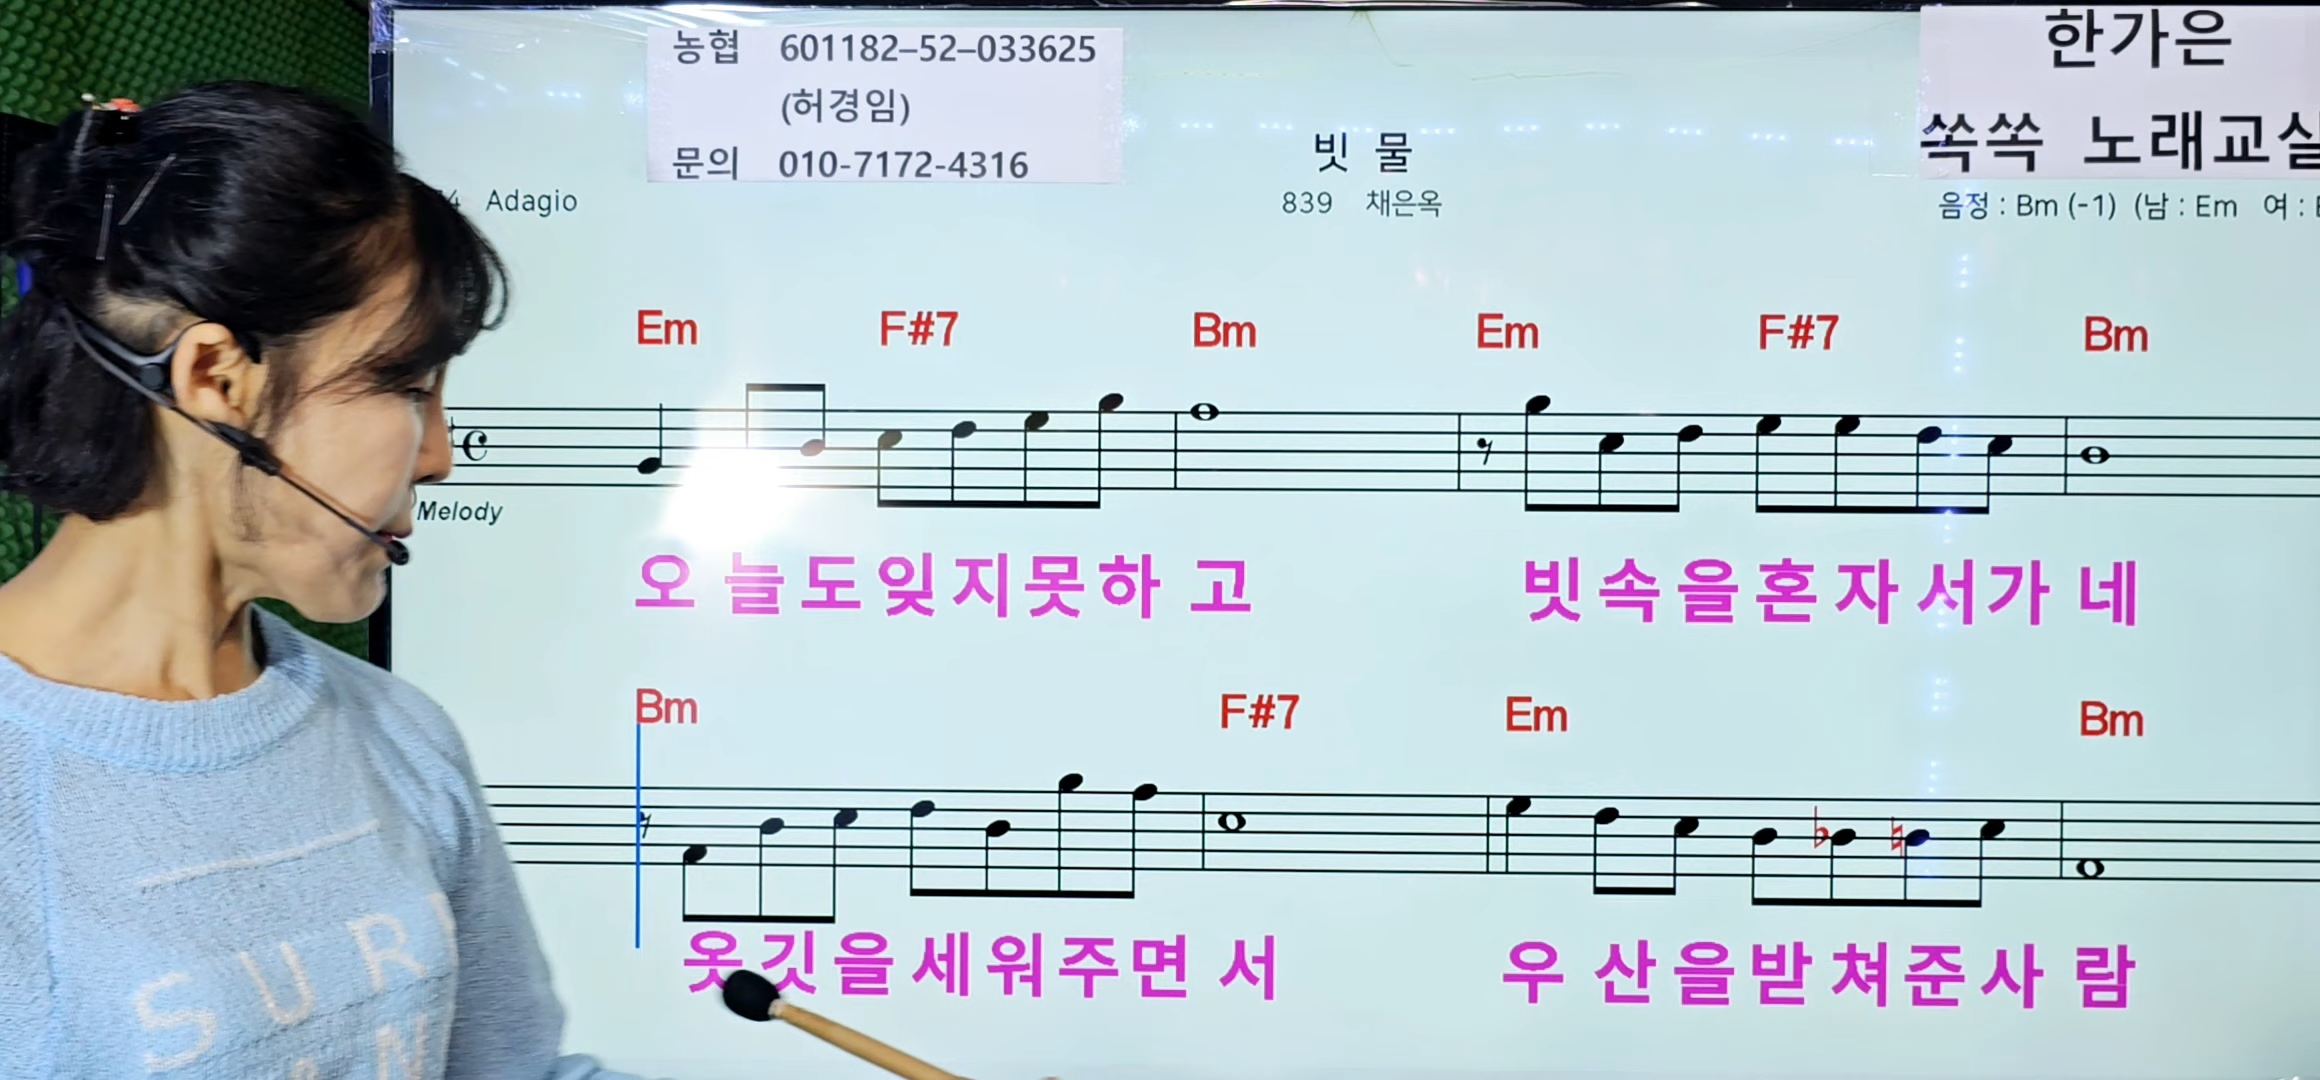 농협 601182–52–033625
(허경임)
문의 010-7172-4316
한가은
쏙쏙 노래교실
빗 물
Adagio
839 채은옥
음정 : Bm (-1) (남 : Em 여 :
Em F#7 Bm Em F#7 Bm
Melody
오 늘도잊지못하 고 빗속을혼자서가 네
Bm F#7 Em Bm
옷깃을세워주면 서 우 산을받쳐준사 람
SUR